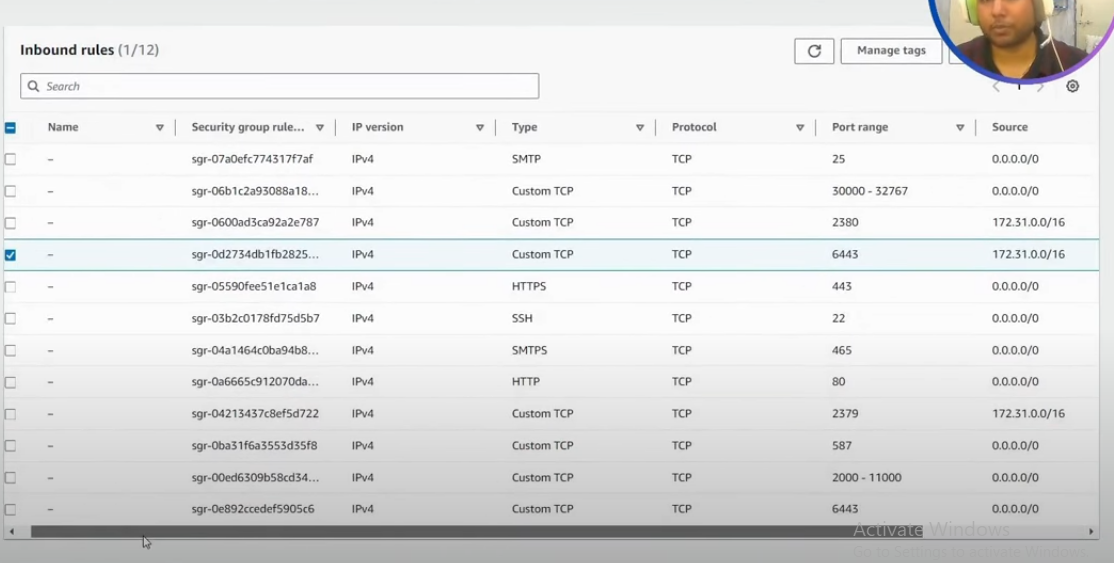 Inbound rules (1/12)
Manage tags
Search
1
Name Security group rule... IP version Type Protocol Port range Source
– sgr-07a0efc774317f7af IPv4 SMTP TCP 25 0.0.0.0/0
– sgr-06b1c2a93088a18... IPv4 Custom TCP TCP 30000 - 32767 0.0.0.0/0
– sgr-0600ad3ca92a2e787 IPv4 Custom TCP TCP 2380 172.31.0.0/16
– sgr-0d2734db1fb2825... IPv4 Custom TCP TCP 6443 172.31.0.0/16
– sgr-05590fee51e1ca1a8 IPv4 HTTPS TCP 443 0.0.0.0/0
– sgr-03b2c0178fd75d5b7 IPv4 SSH TCP 22 0.0.0.0/0
– sgr-04a1464c0ba94b8... IPv4 SMTPS TCP 465 0.0.0.0/0
– sgr-0a6665c912070da... IPv4 HTTP TCP 80 0.0.0.0/0
– sgr-04213437c8ef5d722 IPv4 Custom TCP TCP 2379 172.31.0.0/16
– sgr-0ba31f6a3553d35f8 IPv4 Custom TCP TCP 587 0.0.0.0/0
– sgr-00ed6309b58cd34... IPv4 Custom TCP TCP 2000 - 11000 0.0.0.0/0
– sgr-0e892ccedef5905c6 IPv4 Custom TCP TCP 6443 0.0.0.0/0
Activate Windows
Go to Settings to activate Windows.